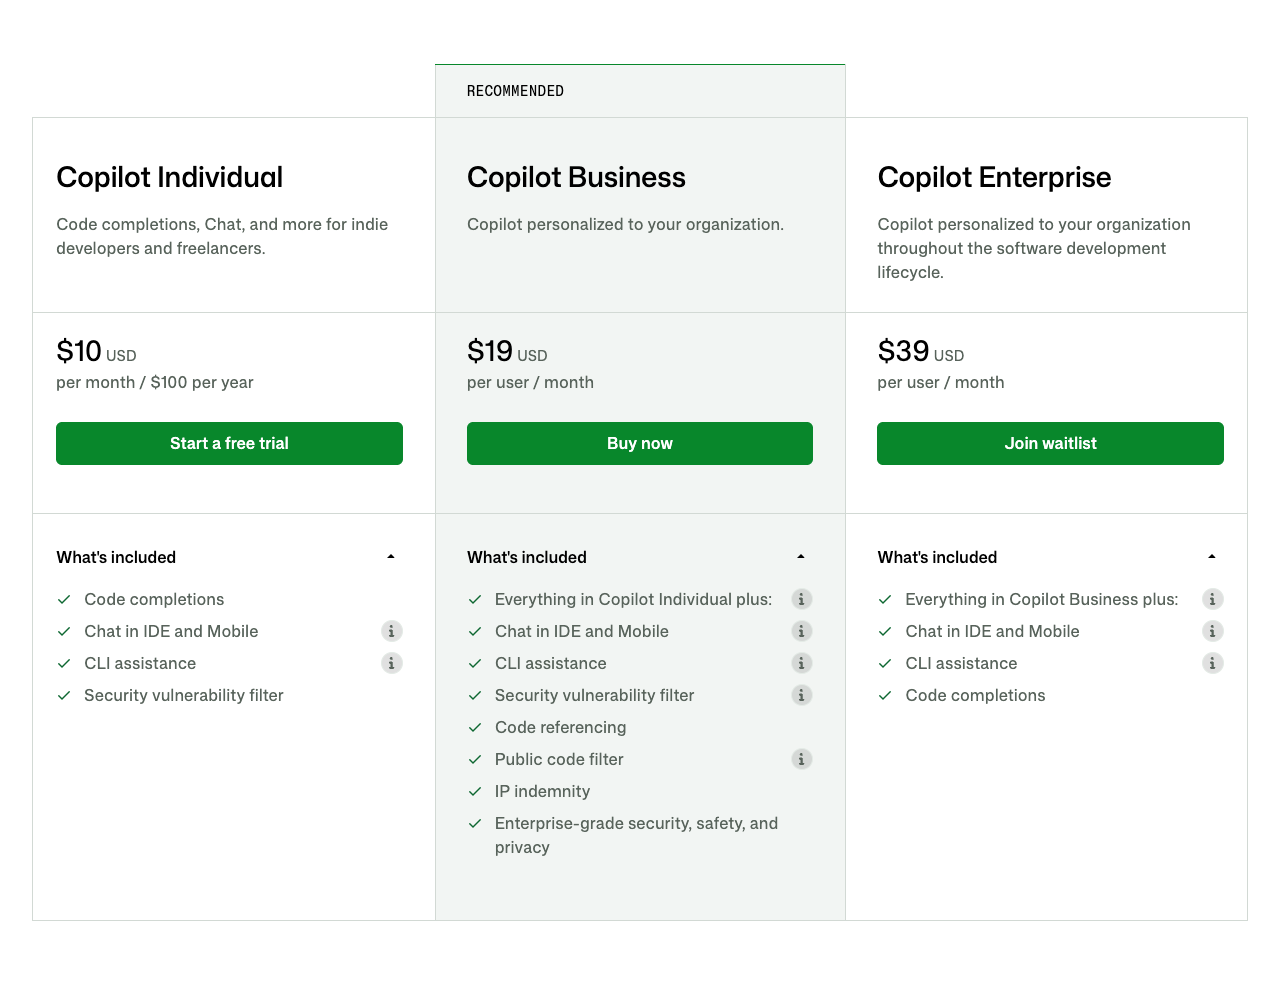 RECOMMENDED
Copilot Individual
Code completions, Chat, and more for indie
developers and freelancers.
$10 USD
per month / $100 per year
Start a free trial
What's included
Code completions
Chat in IDE and Mobile
CLI assistance
Security vulnerability filter
Copilot Business
Copilot personalized to your organization.
$19 USD
per user / month
Buy now
What's included
Everything in Copilot Individual plus:
Chat in IDE and Mobile
CLI assistance
Security vulnerability filter
Code referencing
Public code filter
IP indemnity
Enterprise-grade security, safety, and
privacy
Copilot Enterprise
Copilot personalized to your organization
throughout the software development
lifecycle.
$39 USD
per user / month
Join waitlist
What's included
Everything in Copilot Business plus:
Chat in IDE and Mobile
CLI assistance
Code completions